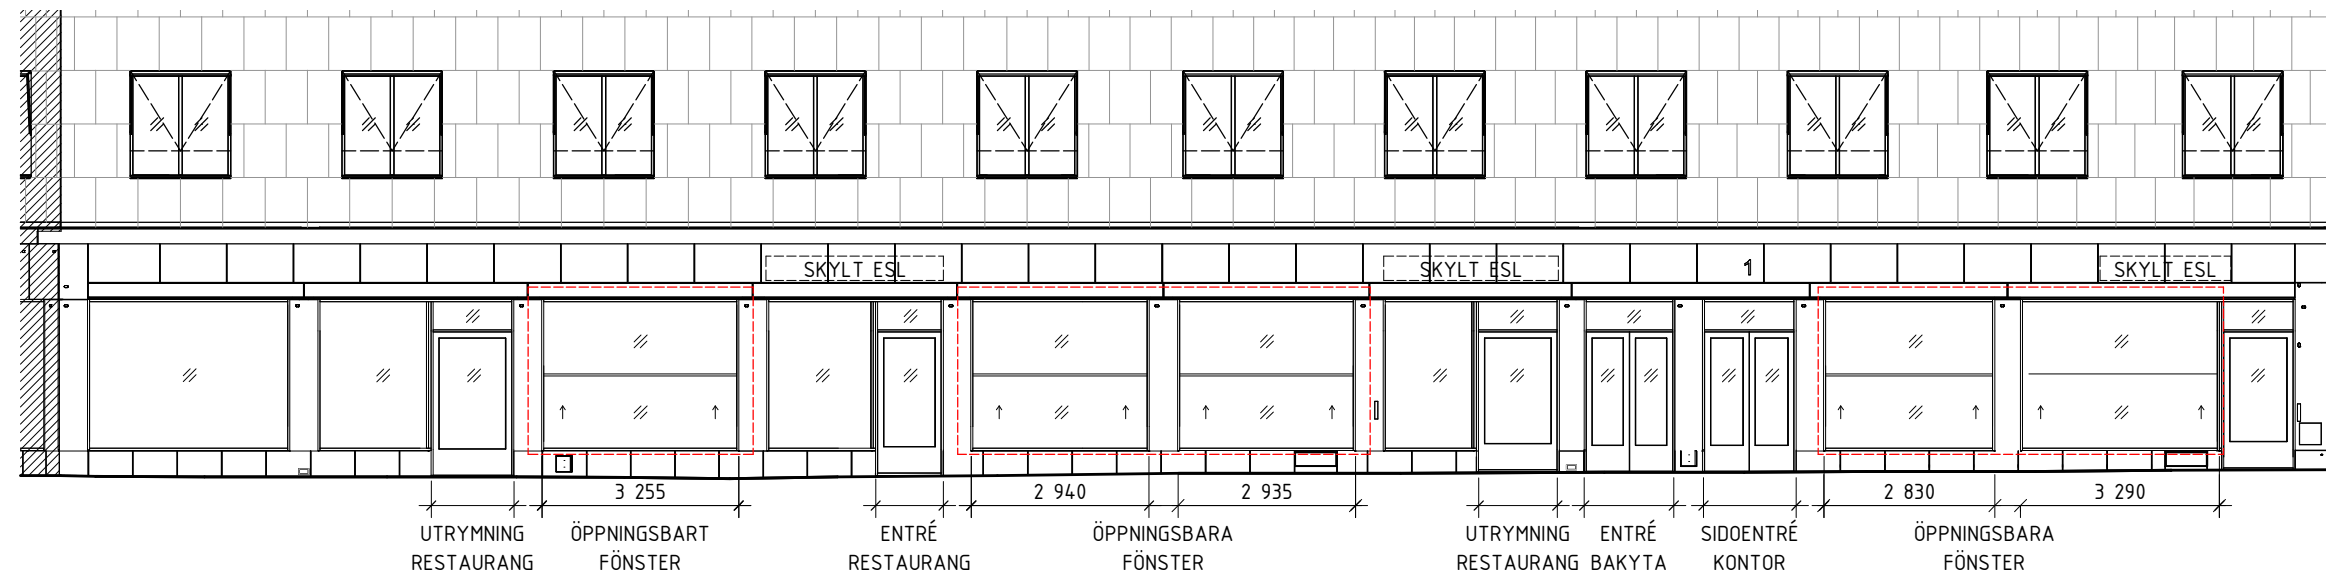 SKYLT ESL
SKYLT ESL
1
SKYLT ESL
3 255
2 940
2 935
2 830
3 290
UTRYMNING
RESTAURANG
ÖPPNINGSBART
FÖNSTER
ENTRÉ
RESTAURANG
ÖPPNINGSBARA
FÖNSTER
UTRYMNING
RESTAURANG
ENTRÉ
BAKYTA
SIDOENTRÉ
KONTOR
ÖPPNINGSBARA
FÖNSTER